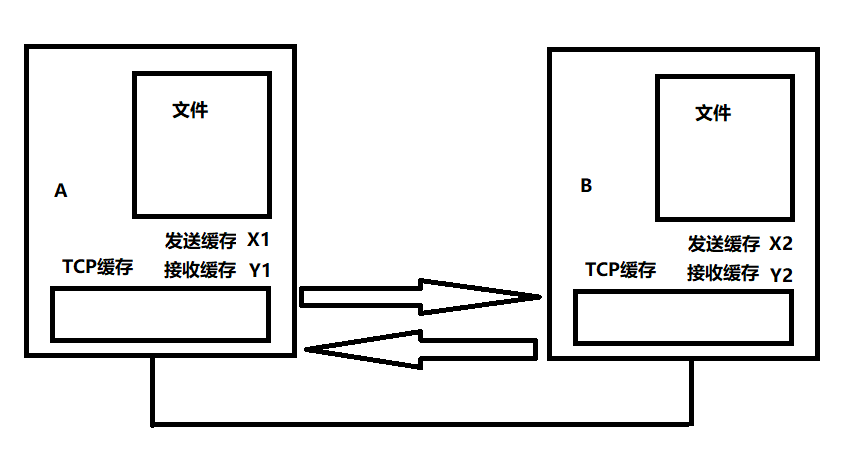 文件
A
发送缓存 X1
TCP缓存 接收缓存 Y1
文件
B
发送缓存 X2
TCP缓存 接收缓存 Y2